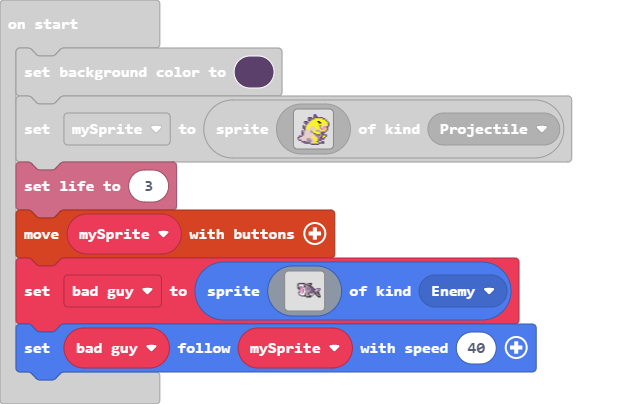 on start
set background color to
set mySprite to sprite of kind Projectile
set life to 3
move mySprite with buttons
set bad guy to sprite of kind Enemy
set bad guy follow mySprite with speed 40